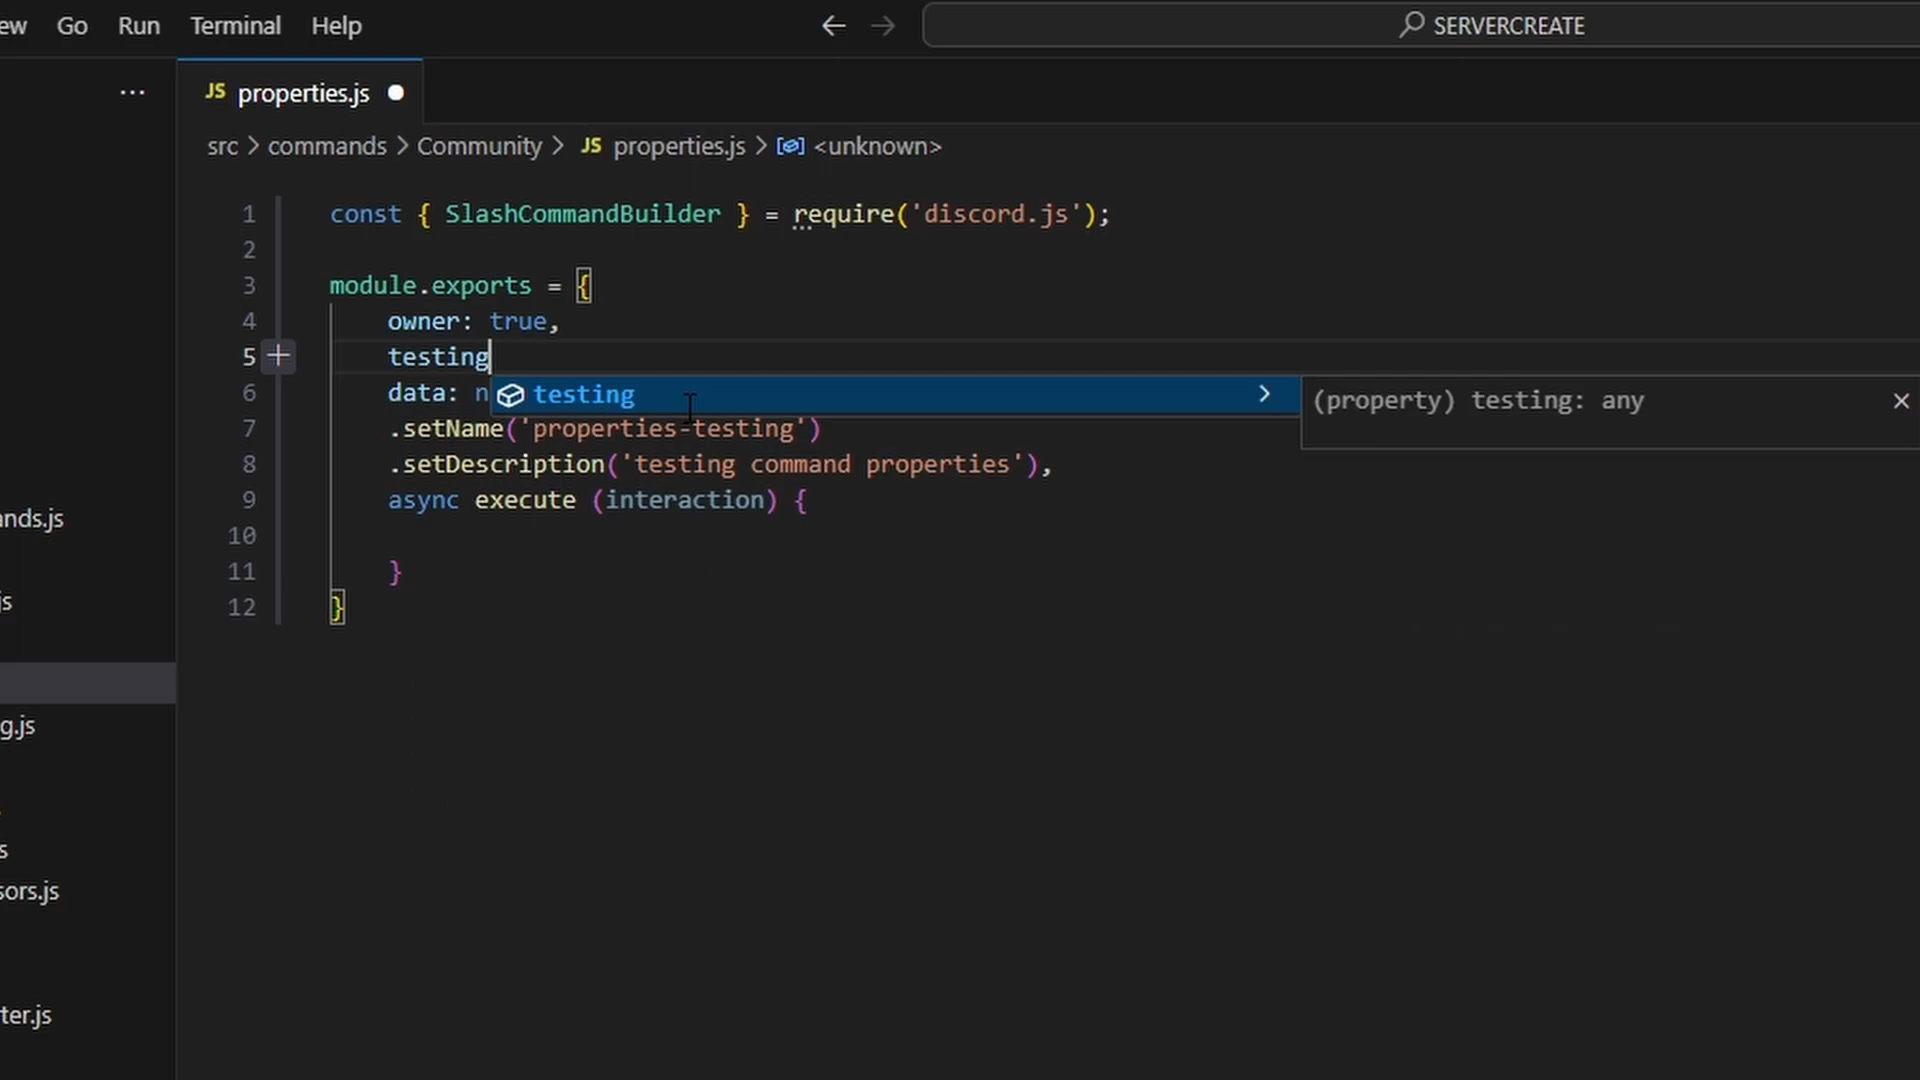 ew Go Run Terminal Help SERVERCREATE
JS properties.js
src > commands > Community > JS properties.js > <unknown>
1 const { SlashCommandBuilder } = require('discord.js');
2
3 module.exports = {
4 owner: true,
5 testing
6 data: n
testing
(property) testing: any
7 .setName('properties-testing')
8 .setDescription('testing command properties'),
9 async execute (interaction) {
10
11 }
12 }
ands.js
js
g.js
s
sors.js
ter.js